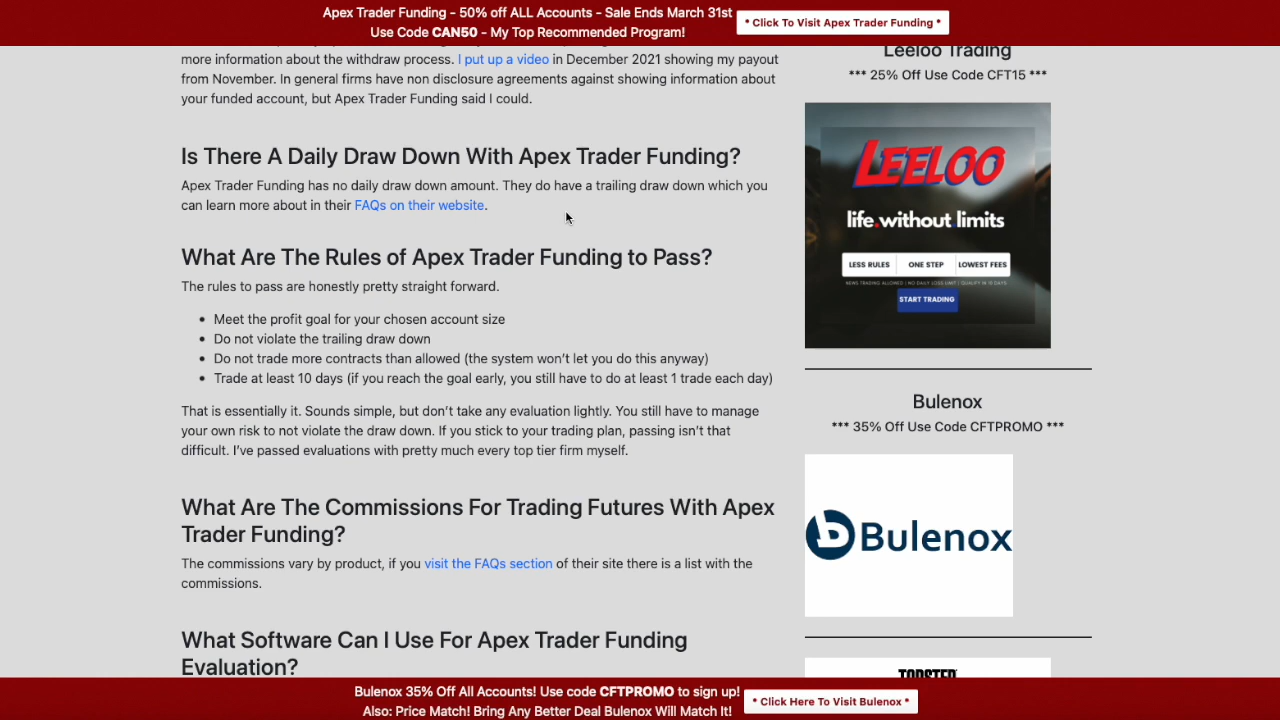 Apex Trader Funding - 50% off ALL Accounts - Sale Ends March 31st
Use Code CAN50 - My Top Recommended Program!
* Click To Visit Apex Trader Funding *
more information about the withdraw process. I put up a video in December 2021 showing my payout
from November. In general firms have non disclosure agreements against showing information about
your funded account, but Apex Trader Funding said I could.
Is There A Daily Draw Down With Apex Trader Funding?
Apex Trader Funding has no daily draw down amount. They do have a trailing draw down which you
can learn more about in their FAQs on their website.
What Are The Rules of Apex Trader Funding to Pass?
The rules to pass are honestly pretty straight forward.
• Meet the profit goal for your chosen account size
• Do not violate the trailing draw down
• Do not trade more contracts than allowed (the system won't let you do this anyway)
• Trade at least 10 days (if you reach the goal early, you still have to do at least 1 trade each day)
That is essentially it. Sounds simple, but don't take any evaluation lightly. You still have to manage
your own risk to not violate the draw down. If you stick to your trading plan, passing isn't that
difficult. I've passed evaluations with pretty much every top tier firm myself.
What Are The Commissions For Trading Futures With Apex
Trader Funding?
The commissions vary by product, if you visit the FAQs section of their site there is a list with the
commissions.
What Software Can I Use For Apex Trader Funding
Evaluation?
Leeloo Trading
*** 25% Off Use Code CFT15 ***
LEELOO
life.without.limits
LESS RULES ONE STEP LOWEST FEES
NEWS TRADING ALLOWED | NO DAILY LOSS LIMIT | QUALIFY IN 10 DAYS
START TRADING
Bulenox
*** 35% Off Use Code CFTPROMO ***
Bulenox
TOPSTEP
Bulenox 35% Off All Accounts! Use code CFTPROMO to sign up!
Also: Price Match! Bring Any Better Deal Bulenox Will Match It!
* Click Here To Visit Bulenox *